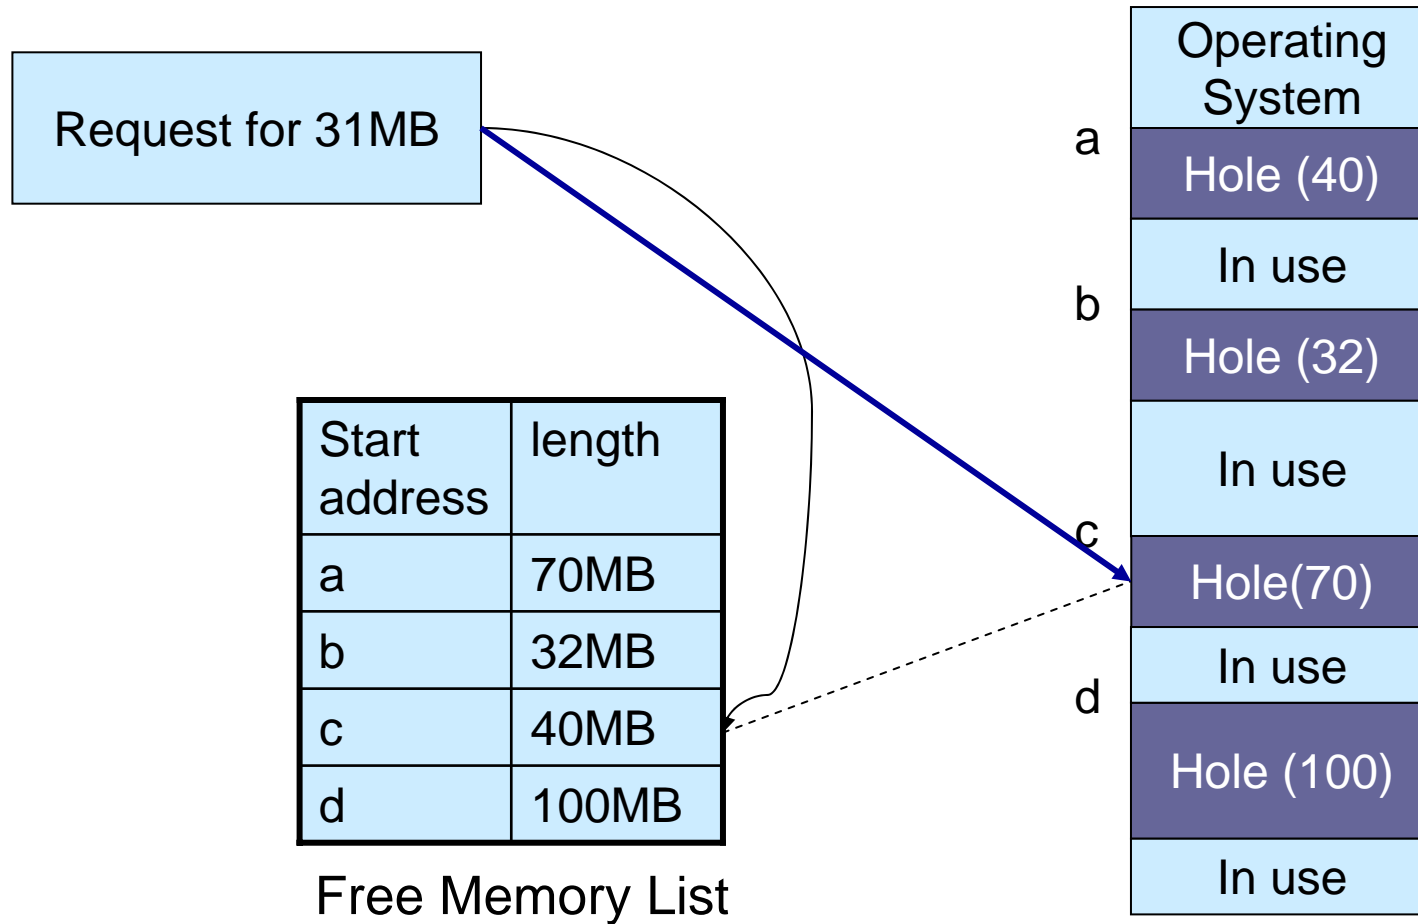 Request for 31MB
Start
address
length
a
70MB
b
32MB
c
40MB
d
100MB
Free Memory List
Operating
System
a
Hole (40)
In use
b
Hole (32)
In use
c
Hole(70)
In use
d
Hole (100)
In use